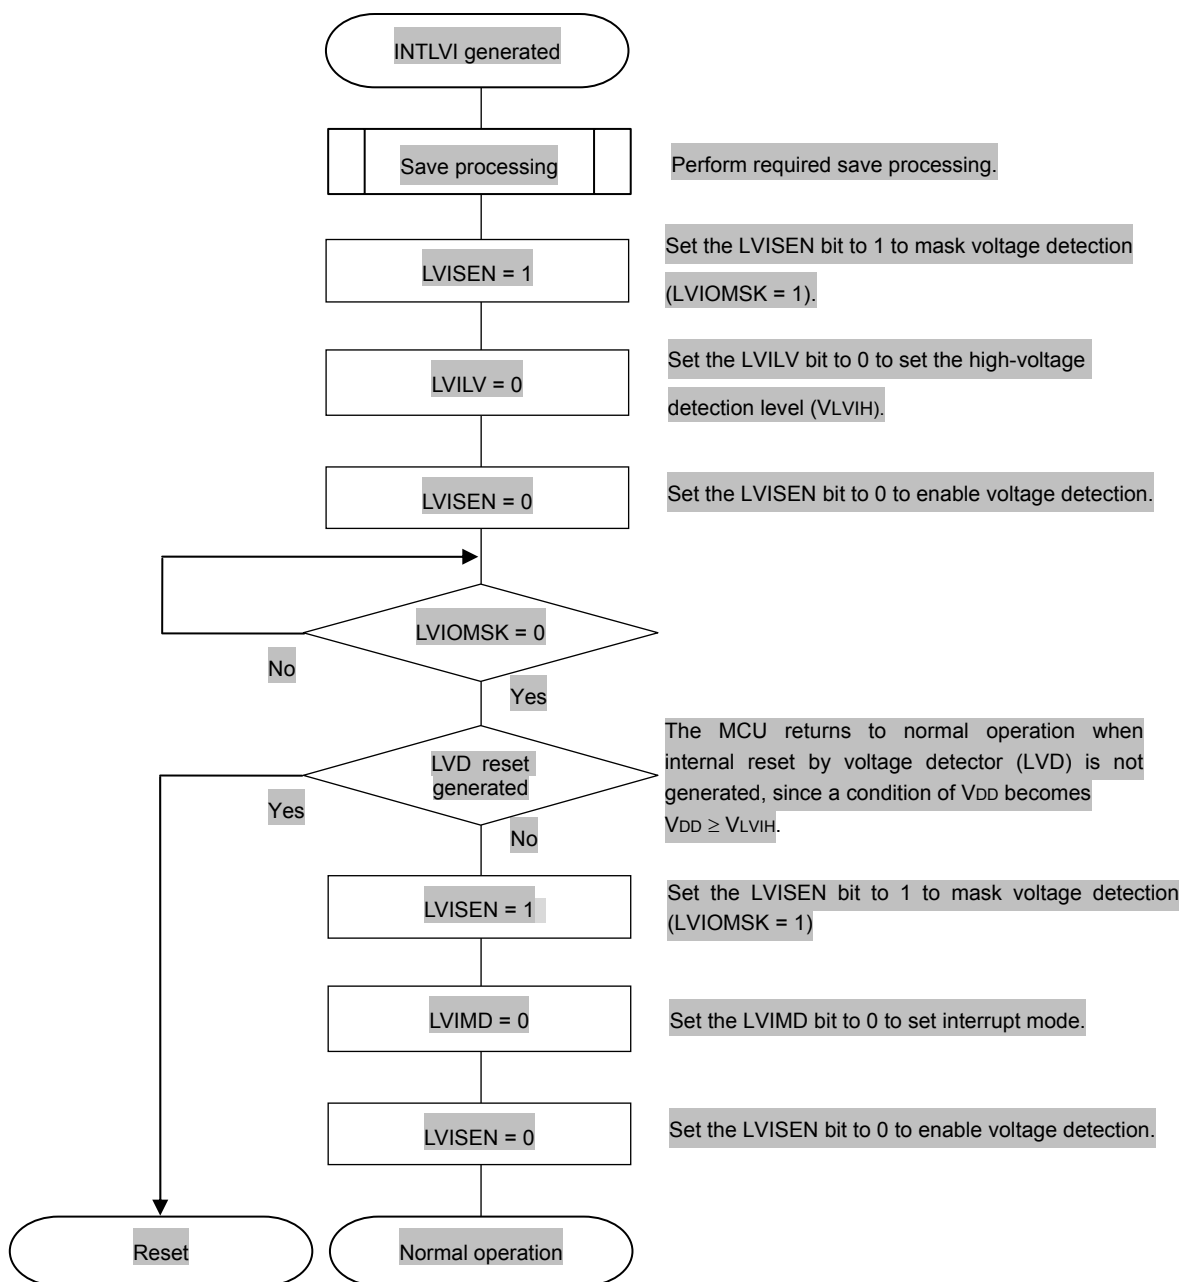 INTLVI generated
Save processing
Perform required save processing.
LVISEN = 1
Set the LVISEN bit to 1 to mask voltage detection
(LVIOMSK = 1).
LVILV = 0
Set the LVILV bit to 0 to set the high-voltage
detection level (VLVIH).
LVISEN = 0
Set the LVISEN bit to 0 to enable voltage detection.
LVIOMSK = 0
No
Yes
LVD reset
generated
The MCU returns to normal operation when
internal reset by voltage detector (LVD) is not
generated, since a condition of VDD becomes
VDD ≥ VLVIH.
Yes
No
LVISEN = 1
Set the LVISEN bit to 1 to mask voltage detection
(LVIOMSK = 1)
LVIMD = 0
Set the LVIMD bit to 0 to set interrupt mode.
LVISEN = 0
Set the LVISEN bit to 0 to enable voltage detection.
Reset
Normal operation